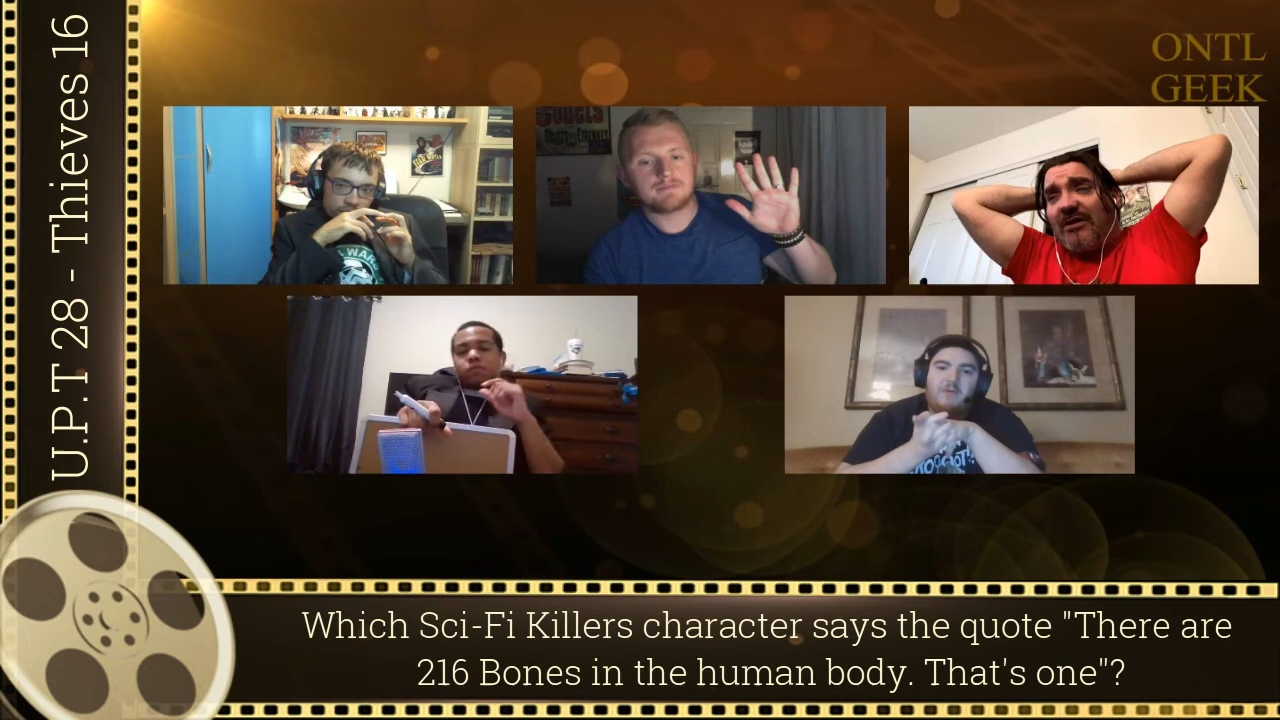 U.P.T 28 - Thieves 16
ONTL
GEEK
Which Sci-Fi Killers character says the quote "There are
216 Bones in the human body. That's one"?